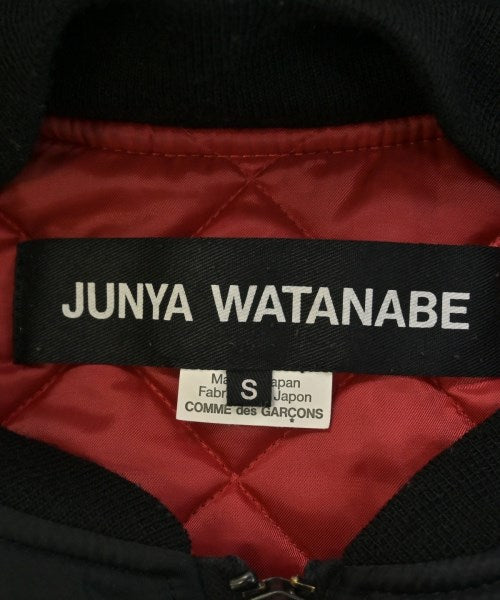 JUNYA WATANABE
S
Japan
Japon
COMME des GARÇONS